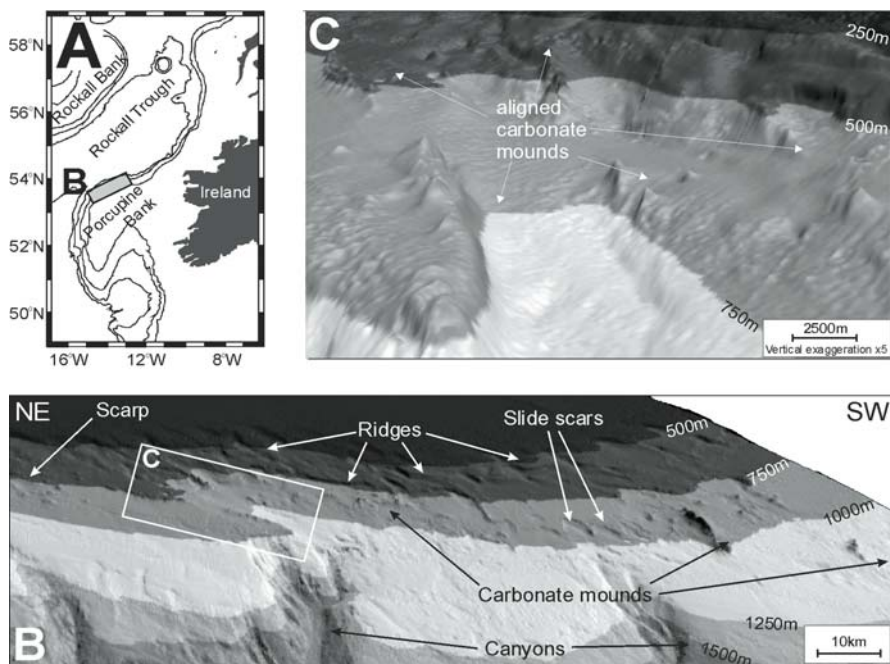 A
58°N
56°N
54°N
52°N
50°N
16°W
12°W
8°W
Rockall Bank
Rockall Trough
B
Porcupine
Bank
Ireland
C
250m
500m
750m
aligned
carbonate
mounds
2500m
Vertical exaggeration x5
NE
SW
Scarp
Ridges
Slide scars
C
500m
750m
1000m
1250m
1500m
Carbonate mounds
Canyons
B
10km